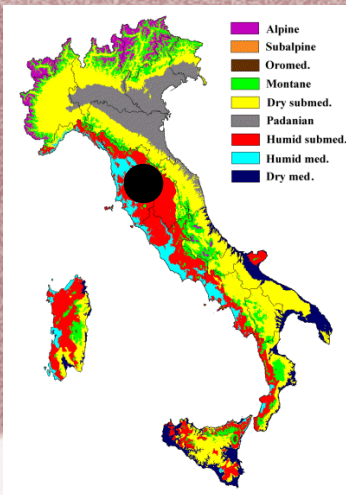 Alpine
Subalpine
Oromed.
Montane
Dry submed.
Padanian
Humid submed.
Humid med.
Dry med.